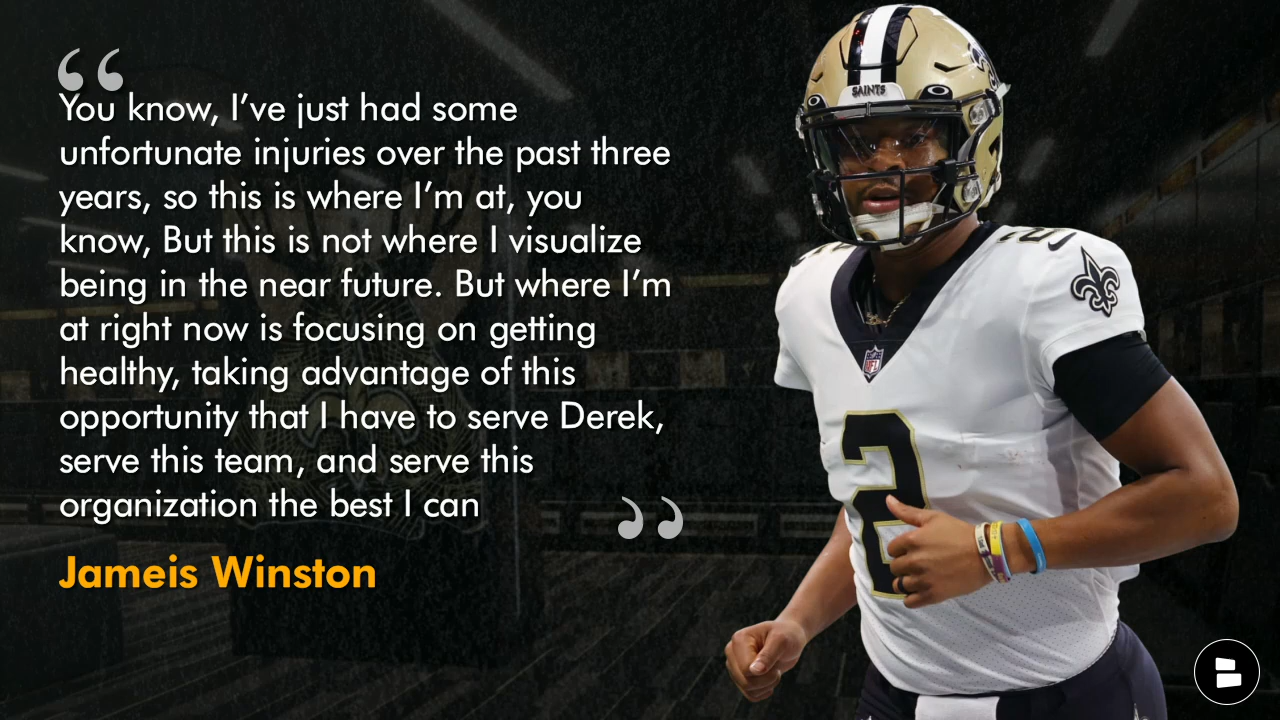 “
You know, I’ve just had some
unfortunate injuries over the past three
years, so this is where I’m at, you
know, But this is not where I visualize
being in the near future. But where I’m
at right now is focusing on getting
healthy, taking advantage of this
opportunity that I have to serve Derek,
serve this team, and serve this
organization the best I can
”
Jameis Winston
SAINTS
NFL
2